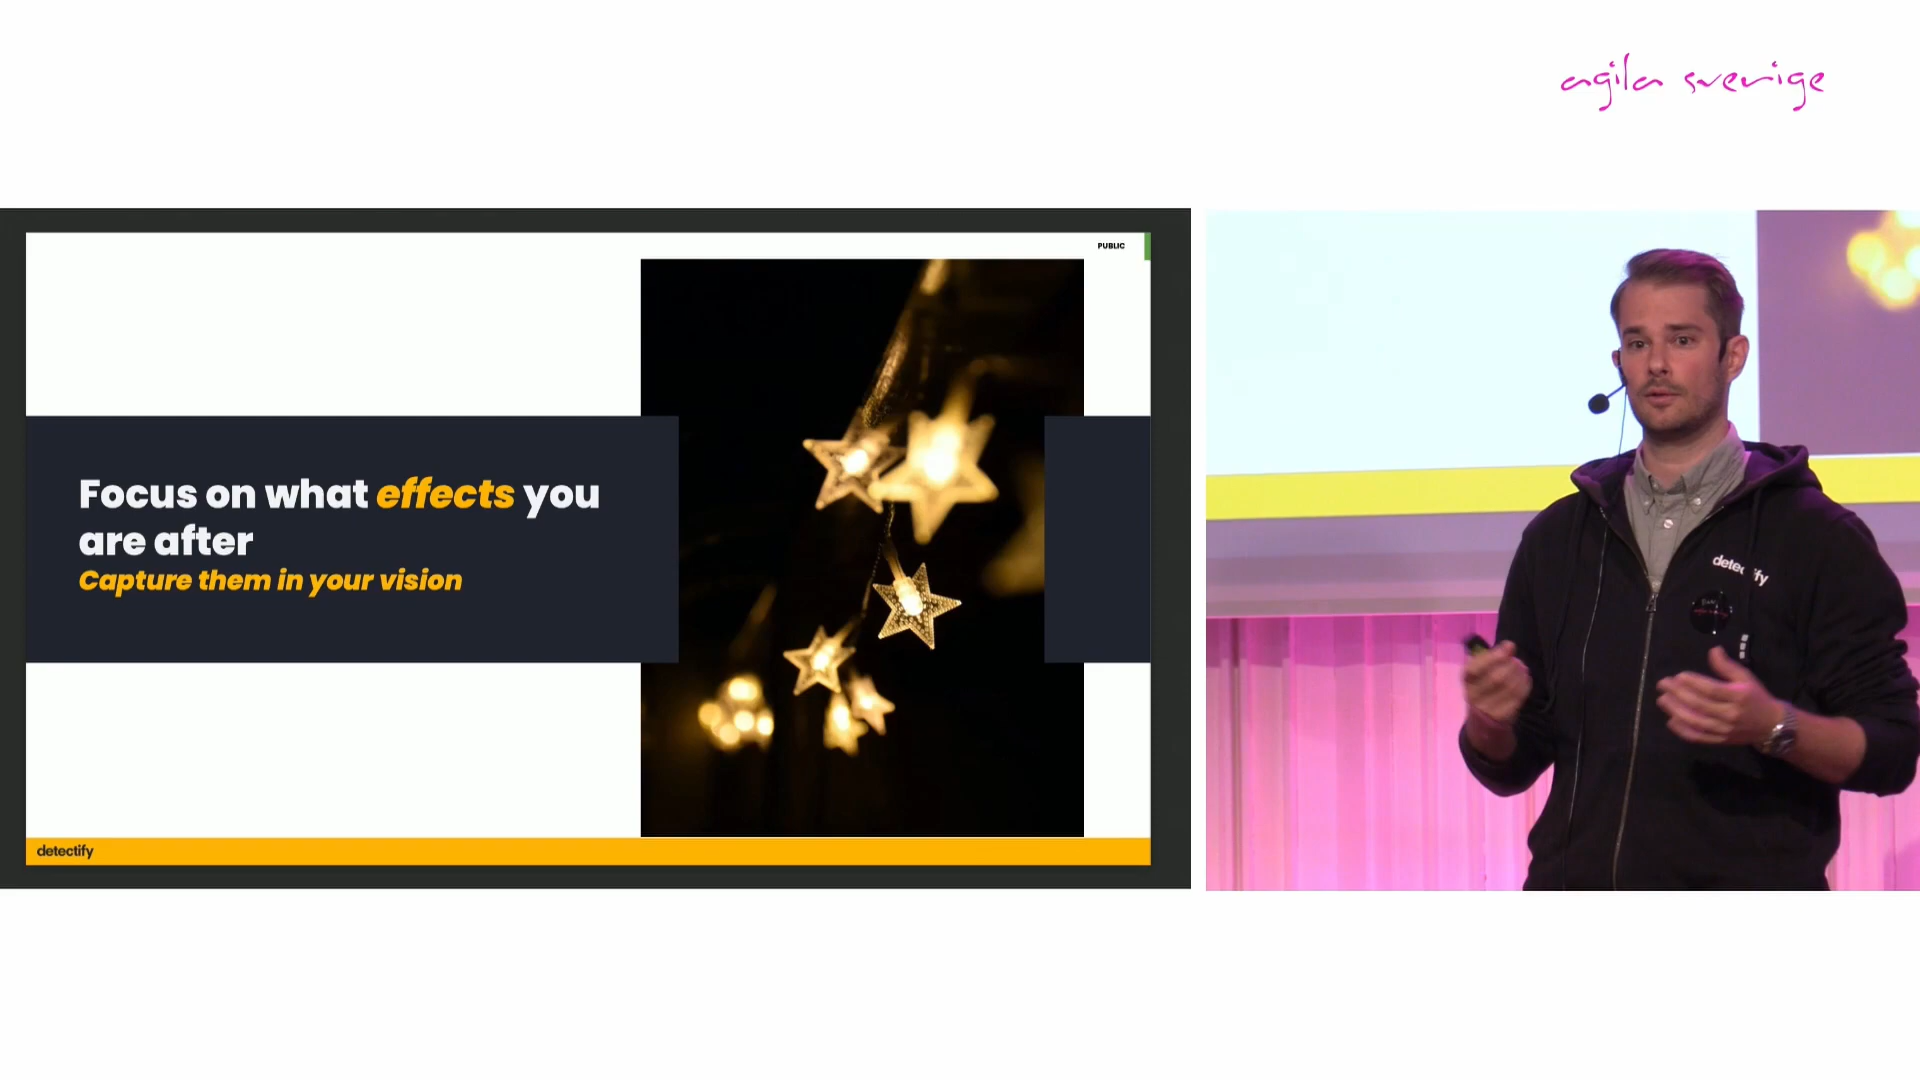 agila sverige
PUBLIC
Focus on what effects you
are after
Capture them in your vision
detectify
detectify